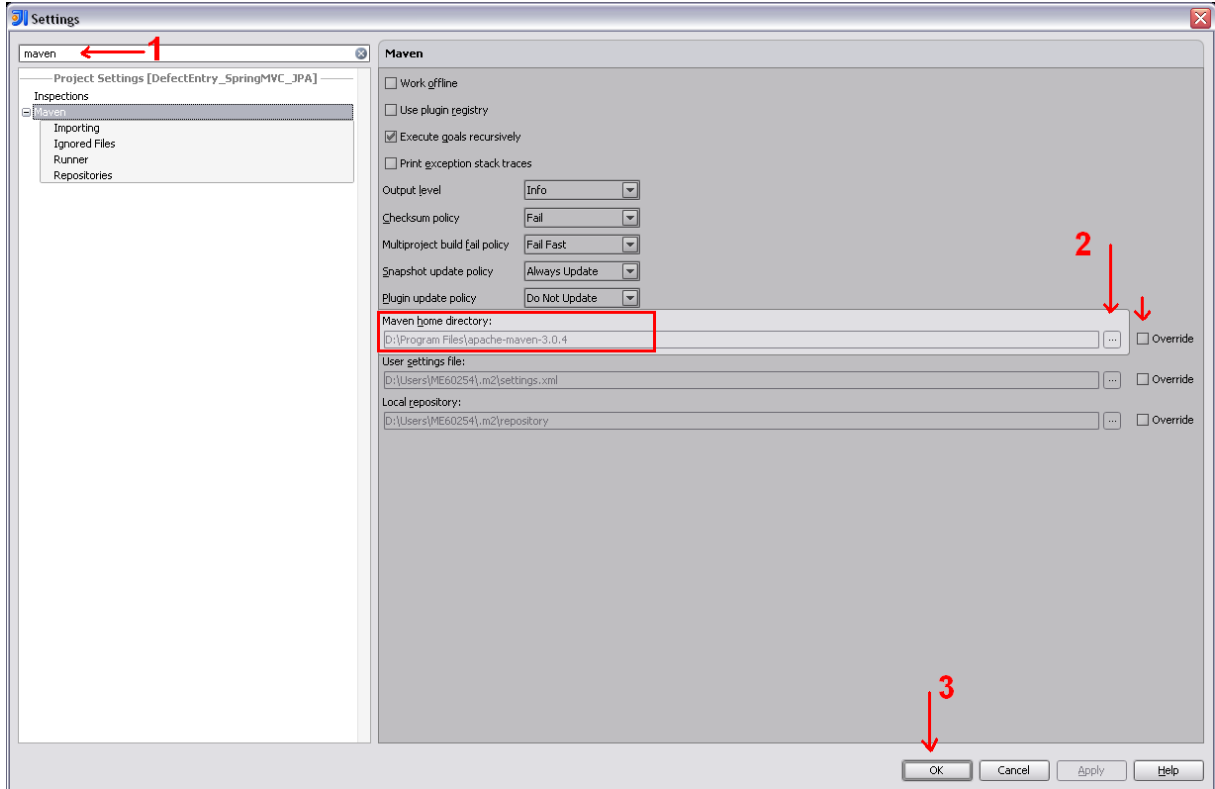 Settings
maven
1
Project Settings [DefectEntry_SpringMVC_JPA]
Inspections
Maven
Importing
Ignored Files
Runner
Repositories
Maven
Work offline
Use plugin registry
Execute goals recursively
Print exception stack traces
Output level Info
Checksum policy Fail
Multiproject build fail policy Fail Fast
Snapshot update policy Always Update
Plugin update policy Do Not Update
2
Maven home directory:
D:\Program Files\apache-maven-3.0.4 ... Override
User settings file:
D:\Users\ME60254\.m2\settings.xml ... Override
Local repository:
D:\Users\ME60254\.m2\repository ... Override
3
OK Cancel Apply Help